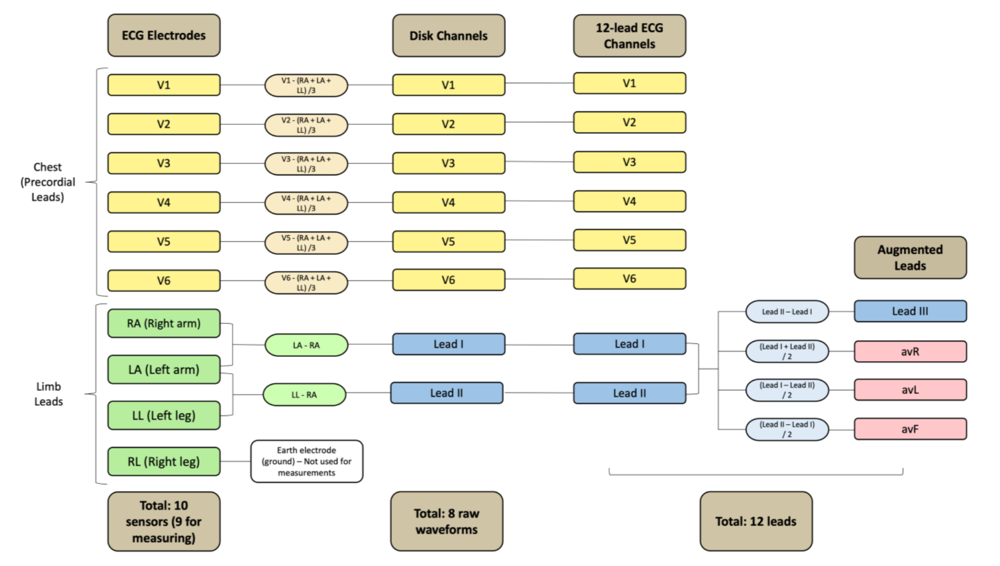 ECG Electrodes
Disk Channels
12-lead ECG
Channels
V1
V1 - (RA + LA +
LL) /3
V1
V1
V2
V2 - (RA + LA +
LL) /3
V2
V2
Chest
(Precordial
Leads)
V3
V3 - (RA + LA +
LL) /3
V3
V3
V4
V4 - (RA + LA +
LL) /3
V4
V4
V5
V5 - (RA + LA +
LL) /3
V5
V5
Augmented
Leads
V6
V6 - (RA + LA +
LL) /3
V6
V6
Limb
Leads
RA (Right arm)
LA (Left arm)
LL (Left leg)
RL (Right leg)
LA - RA
LL - RA
Earth electrode
(ground) – Not used for
measurements
Lead I
Lead II
Lead I
Lead II
Lead II – Lead I
Lead III
(Lead I + Lead II)
/ 2
avR
(Lead I – Lead II)
/ 2
avL
(Lead II – Lead I)
/ 2
avF
Total: 10
sensors (9 for
measuring)
Total: 8 raw
waveforms
Total: 12 leads